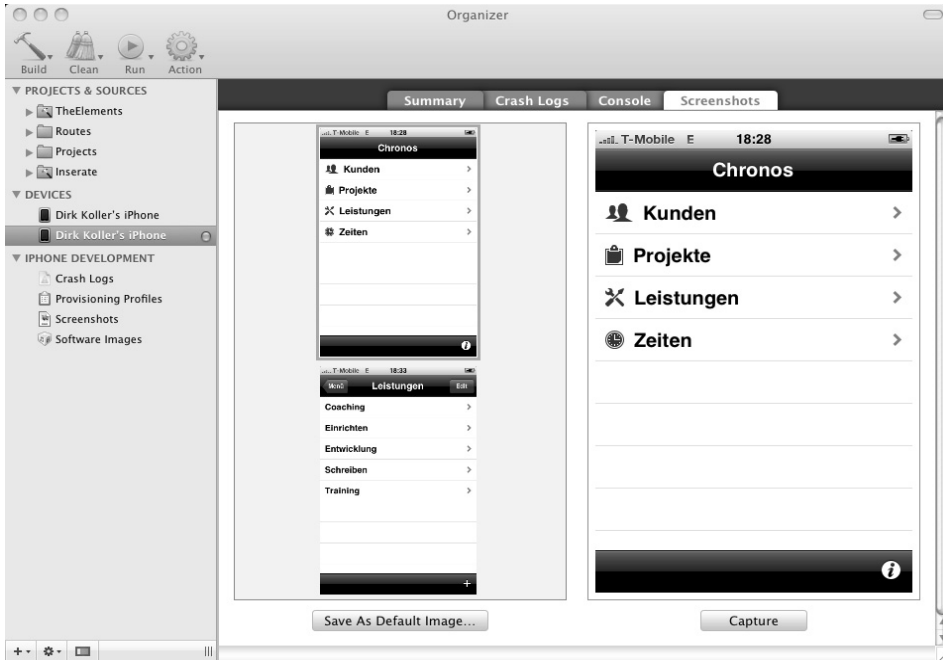 Organizer
Build Clean Run Action
PROJECTS & SOURCES
TheElements
Routes
Projects
Inserate
DEVICES
Dirk Koller's iPhone
Dirk Koller's iPhone
IPHONE DEVELOPMENT
Crash Logs
Provisioning Profiles
Screenshots
Software Images
Summary Crash Logs Console Screenshots
T-Mobile E 18:28
Chronos
Kunden
Projekte
Leistungen
Zeiten
T-Mobile E 18:33
Menü Leistungen Edit
Coaching
Einrichten
Entwicklung
Schreiben
Training
+
Save As Default Image...
T-Mobile E 18:28
Chronos
Kunden
Projekte
Leistungen
Zeiten
Capture